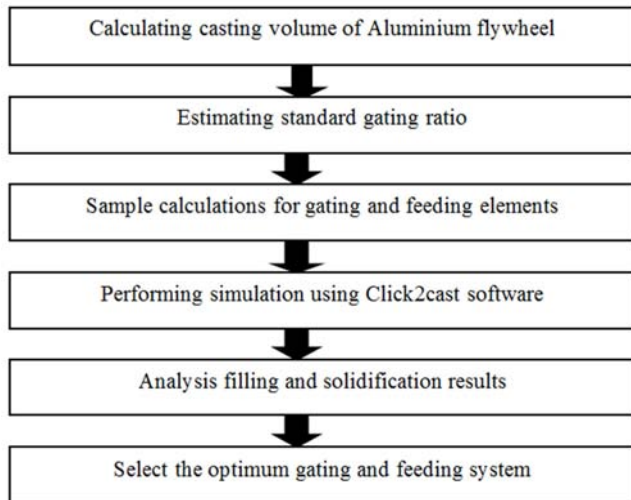 Calculating casting volume of Aluminium flywheel
Estimating standard gating ratio
Sample calculations for gating and feeding elements
Performing simulation using Click2cast software
Analysis filling and solidification results
Select the optimum gating and feeding system